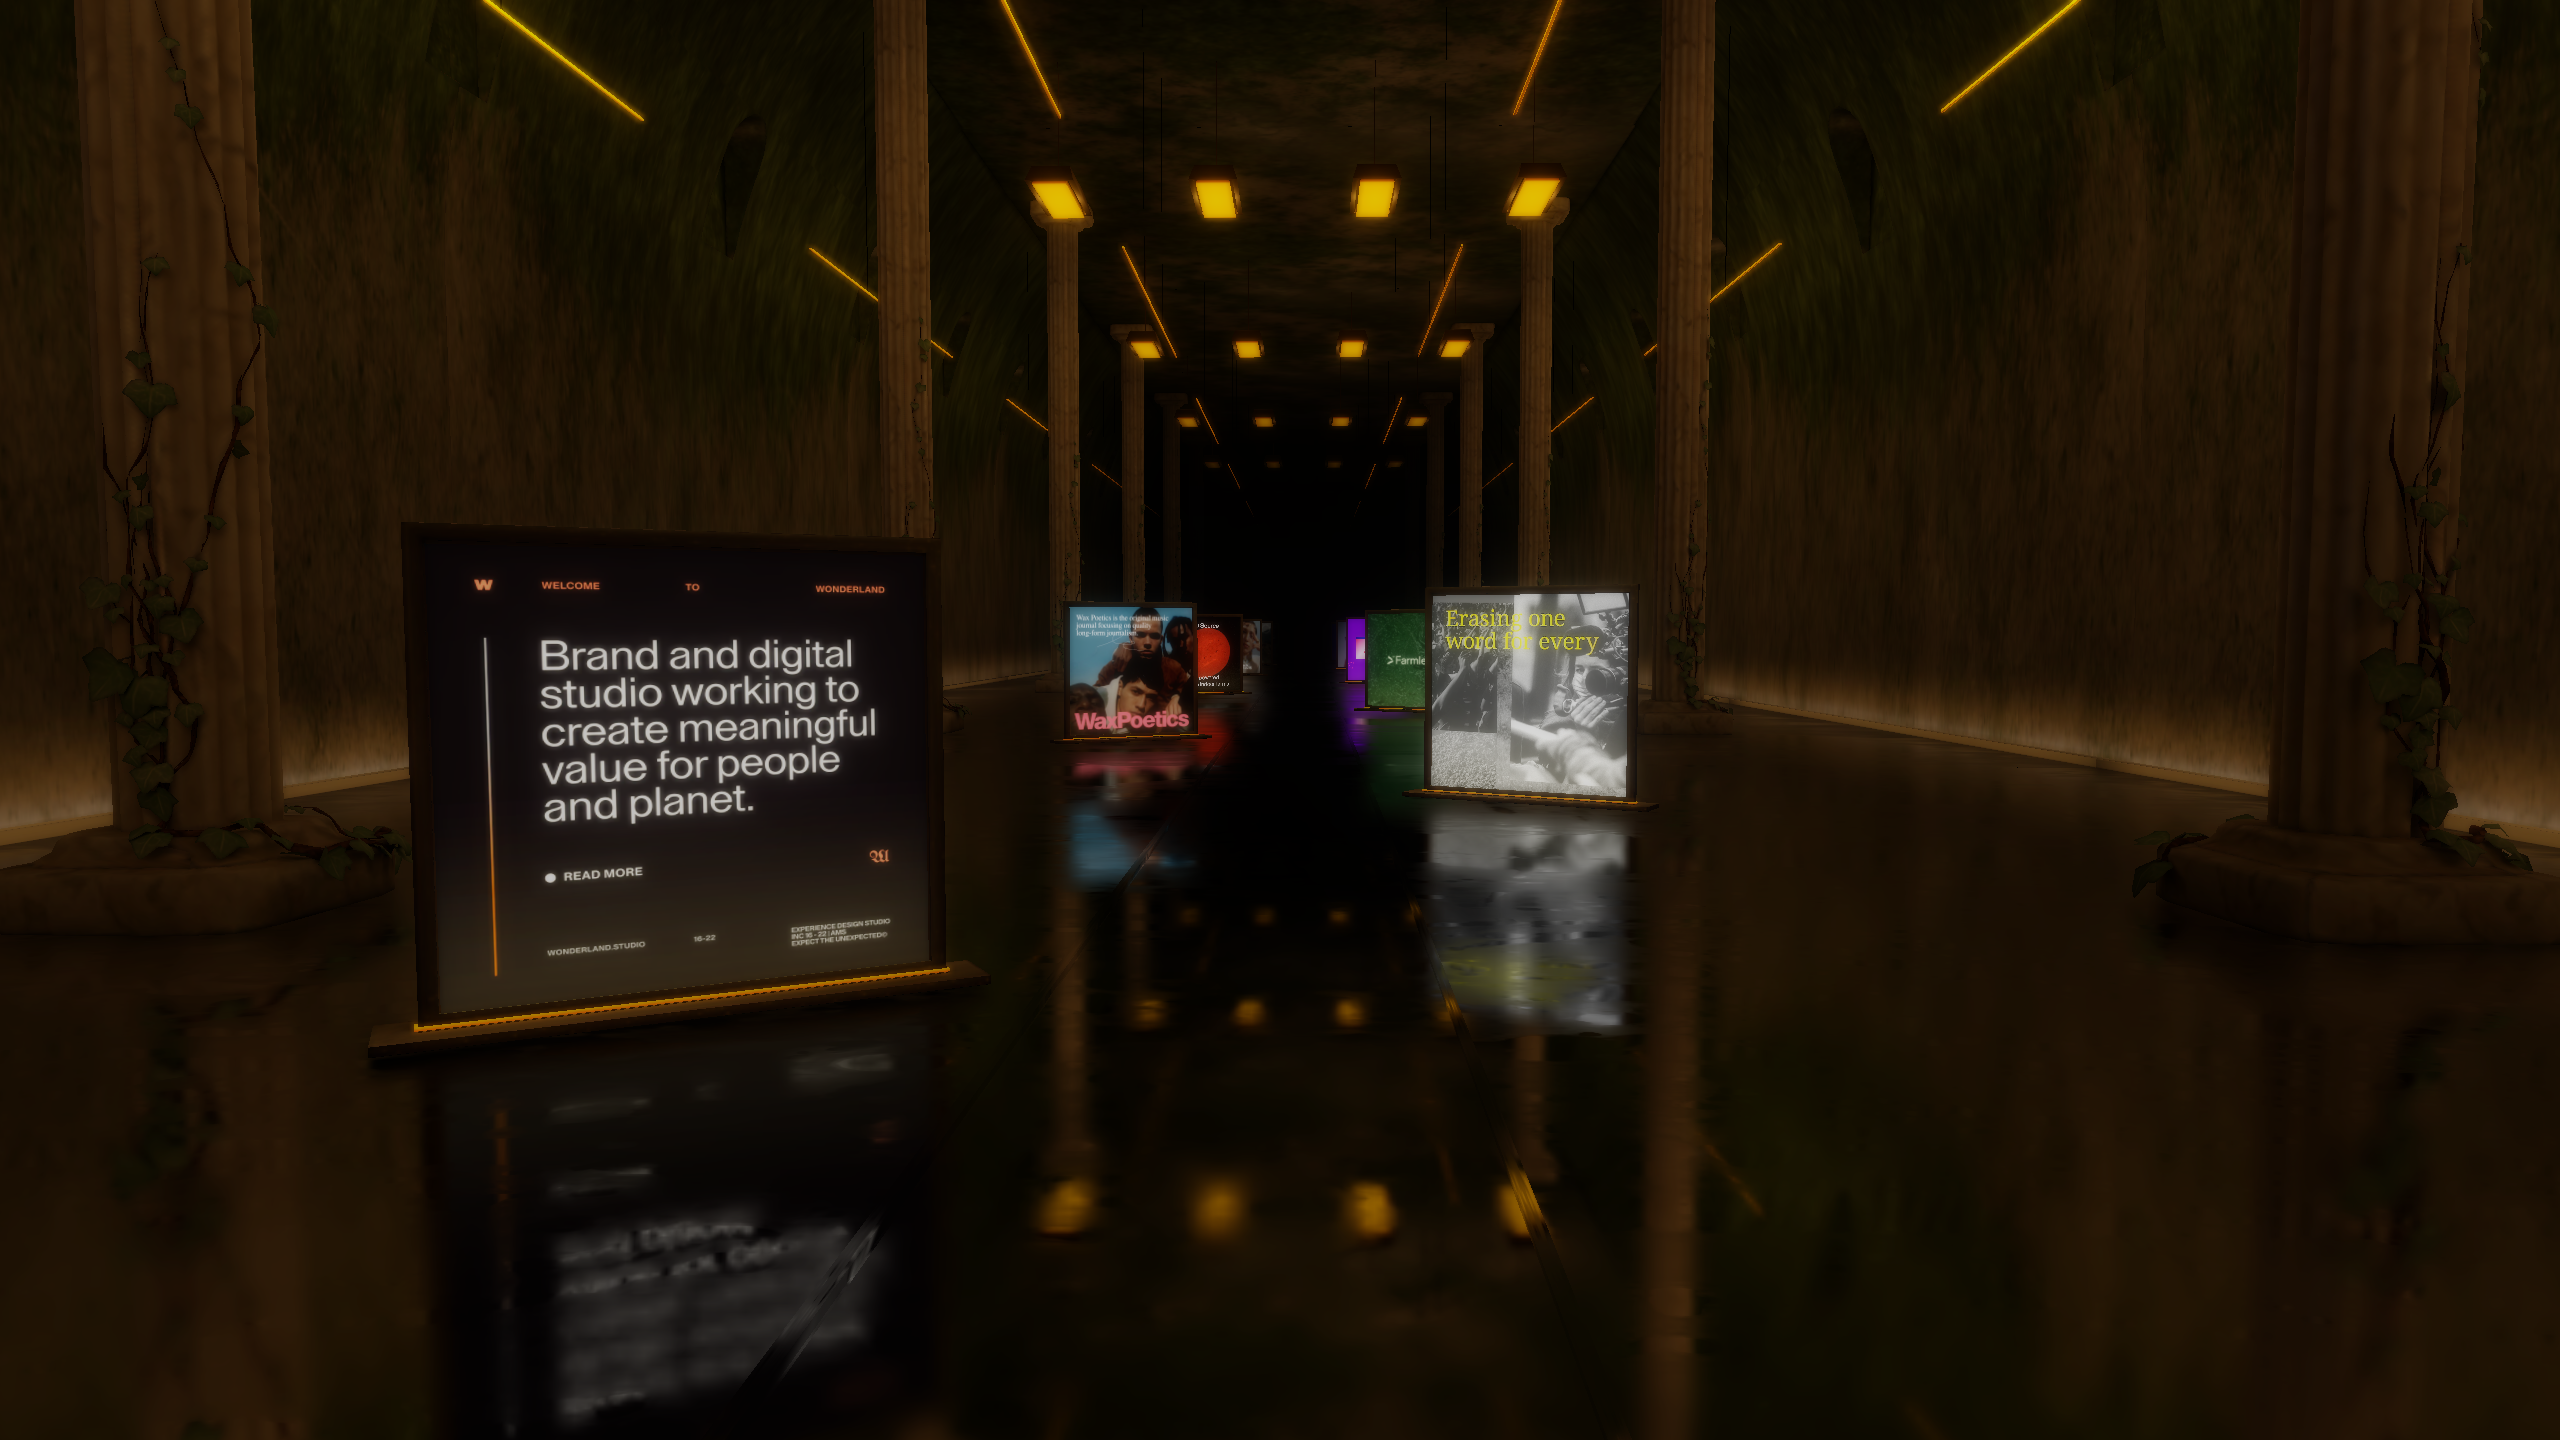 W WELCOME TO WONDERLAND
Brand and digital
studio working to
create meaningful
value for people
and planet.
READ MORE
WONDERLAND.STUDIO 16-22
EXPERIENCE DESIGN STUDIO
INC 16 - 22 | AMS
EXPECT THE UNEXPECTED©
Wax Poetics is the original music
journal focusing on quality
long-form journalism
WaxPoetics
Source
>Farmle
Erasing one
word for every